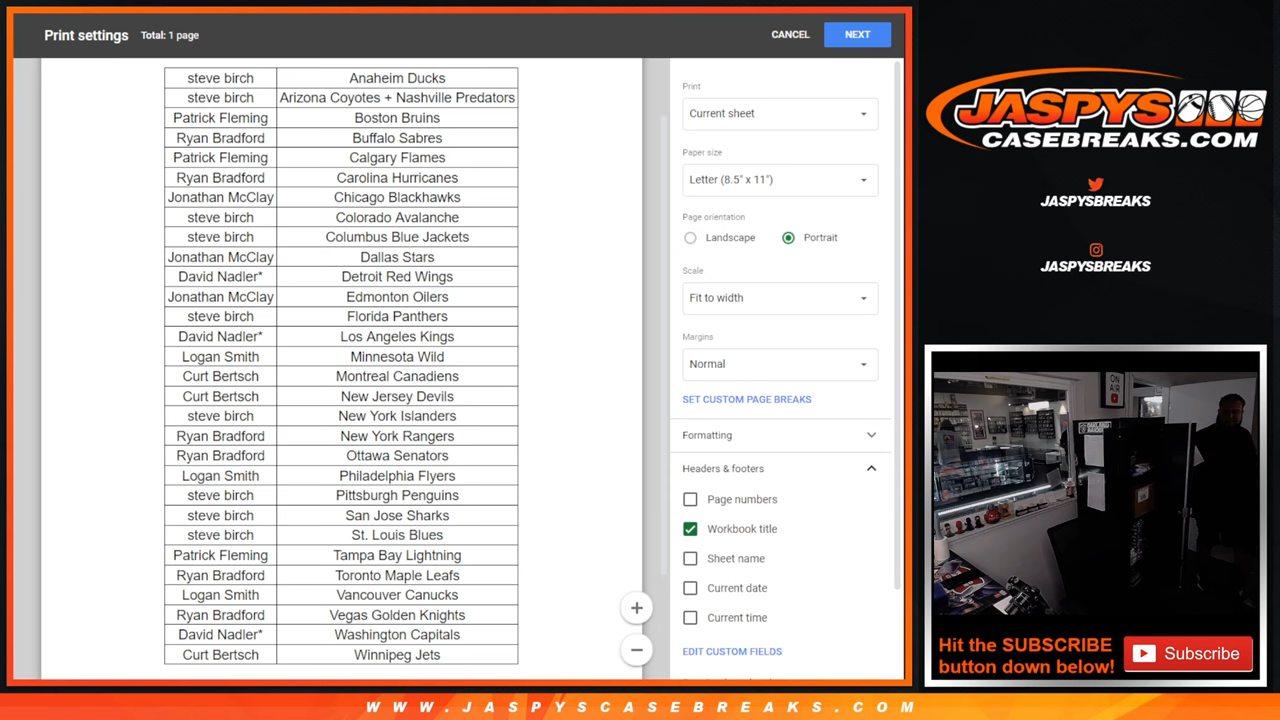 Print settings Total: 1 page CANCEL NEXT
steve birch Anaheim Ducks
steve birch Arizona Coyotes + Nashville Predators
Patrick Fleming Boston Bruins
Ryan Bradford Buffalo Sabres
Patrick Fleming Calgary Flames
Ryan Bradford Carolina Hurricanes
Jonathan McClay Chicago Blackhawks
steve birch Colorado Avalanche
steve birch Columbus Blue Jackets
Jonathan McClay Dallas Stars
David Nadler* Detroit Red Wings
Jonathan McClay Edmonton Oilers
steve birch Florida Panthers
David Nadler* Los Angeles Kings
Logan Smith Minnesota Wild
Curt Bertsch Montreal Canadiens
Curt Bertsch New Jersey Devils
steve birch New York Islanders
Ryan Bradford New York Rangers
Ryan Bradford Ottawa Senators
Logan Smith Philadelphia Flyers
steve birch Pittsburgh Penguins
steve birch San Jose Sharks
steve birch St. Louis Blues
Patrick Fleming Tampa Bay Lightning
Ryan Bradford Toronto Maple Leafs
Logan Smith Vancouver Canucks
Ryan Bradford Vegas Golden Knights
David Nadler* Washington Capitals
Curt Bertsch Winnipeg Jets
Print
Current sheet
Paper size
Letter (8.5" x 11")
Page orientation
Landscape Portrait
Scale
Fit to width
Margins
Normal
SET CUSTOM PAGE BREAKS
Formatting
Headers & footers
Page numbers
Workbook title
Sheet name
Current date
Current time
EDIT CUSTOM FIELDS
JASPYS
CASEBREAKS.COM
JASPYSBREAKS
JASPYSBREAKS
ON
AIR
Hit the SUBSCRIBE
button down below!
Subscribe
WWW.JASPYSCASEBREAKS.COM